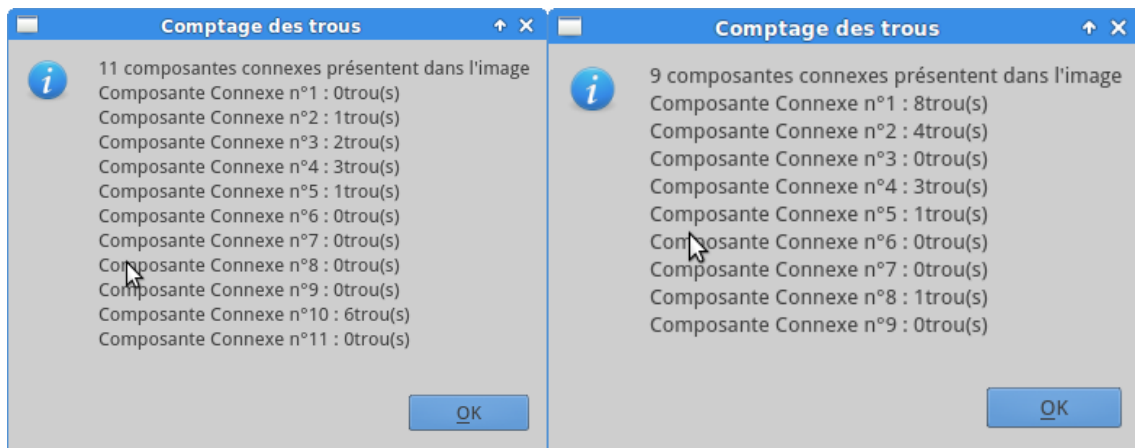 Comptage des trous
11 composantes connexes présentent dans l'image
Composante Connexe n°1 : 0trou(s)
Composante Connexe n°2 : 1trou(s)
Composante Connexe n°3 : 2trou(s)
Composante Connexe n°4 : 3trou(s)
Composante Connexe n°5 : 1trou(s)
Composante Connexe n°6 : 0trou(s)
Composante Connexe n°7 : 0trou(s)
Composante Connexe n°8 : 0trou(s)
Composante Connexe n°9 : 0trou(s)
Composante Connexe n°10 : 6trou(s)
Composante Connexe n°11 : 0trou(s)
OK
Comptage des trous
9 composantes connexes présentent dans l'image
Composante Connexe n°1 : 8trou(s)
Composante Connexe n°2 : 4trou(s)
Composante Connexe n°3 : 0trou(s)
Composante Connexe n°4 : 3trou(s)
Composante Connexe n°5 : 1trou(s)
Composante Connexe n°6 : 0trou(s)
Composante Connexe n°7 : 0trou(s)
Composante Connexe n°8 : 1trou(s)
Composante Connexe n°9 : 0trou(s)
OK